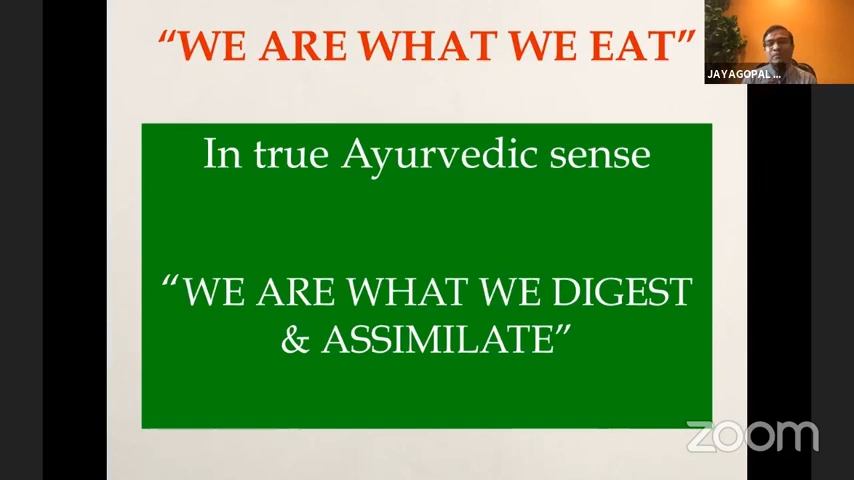 “WE ARE WHAT WE EAT”
JAYAGOPAL ...
In true Ayurvedic sense
“WE ARE WHAT WE DIGEST
& ASSIMILATE”
zoom